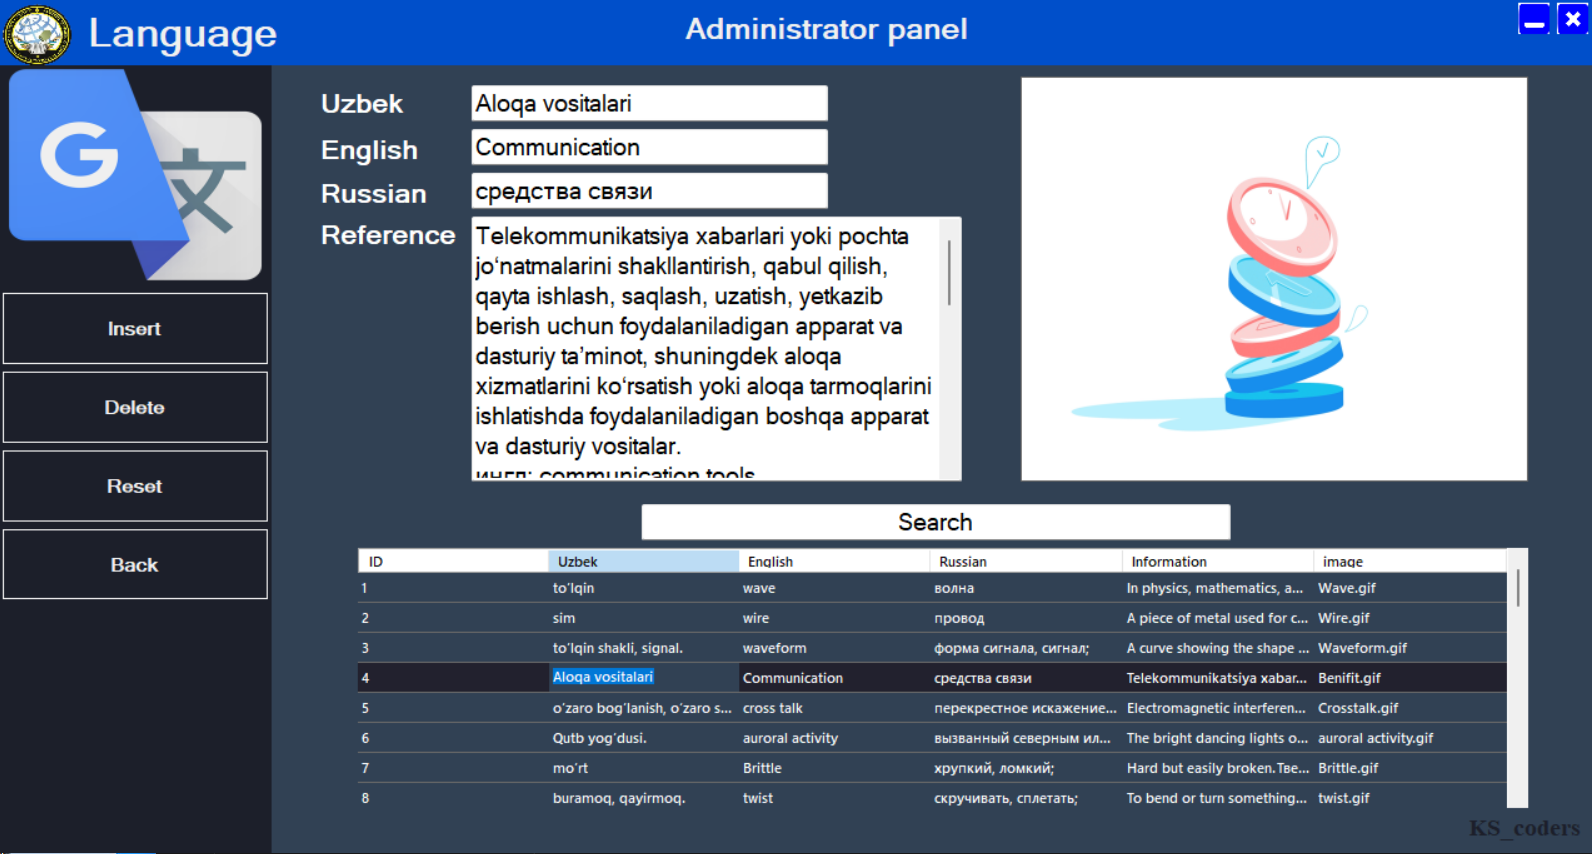 Language
Administrator panel
G
文
Insert
Delete
Reset
Back
Uzbek
Aloqa vositalari
English
Communication
Russian
средства связи
Reference
Telekommunikatsiya xabarlari yoki pochta
jo‘natmalarini shakllantirish, qabul qilish,
qayta ishlash, saqlash, uzatish, yetkazib
berish uchun foydalaniladigan apparat va
dasturiy ta’minot, shuningdek aloqa
xizmatlarini ko‘rsatish yoki aloqa tarmoqlarini
ishlatishda foydalaniladigan boshqa apparat
va dasturiy vositalar.
ингл: communication tools
Search
ID Uzbek English Russian Information image
1 to'lqin wave волна In physics, mathematics, a... Wave.gif
2 sim wire провод A piece of metal used for c... Wire.gif
3 to'lqin shakli, signal. waveform форма сигнала, сигнал; A curve showing the shape ... Waveform.gif
4 Aloqa vositalari Communication средства связи Telekommunikatsiya xabar... Benifit.gif
5 o'zaro bog'lanish, o'zaro s... cross talk перекрестное искажение... Electromagnetic interferen... Crosstalk.gif
6 Qutb yog'dusi. auroral activity вызванный северным ил... The bright dancing lights o... auroral activity.gif
7 mo'rt Brittle хрупкий, ломкий; Hard but easily broken.Тве... Brittle.gif
8 buramoq, qayirmoq. twist скручивать, сплетать; To bend or turn something... twist.gif
KS_coders